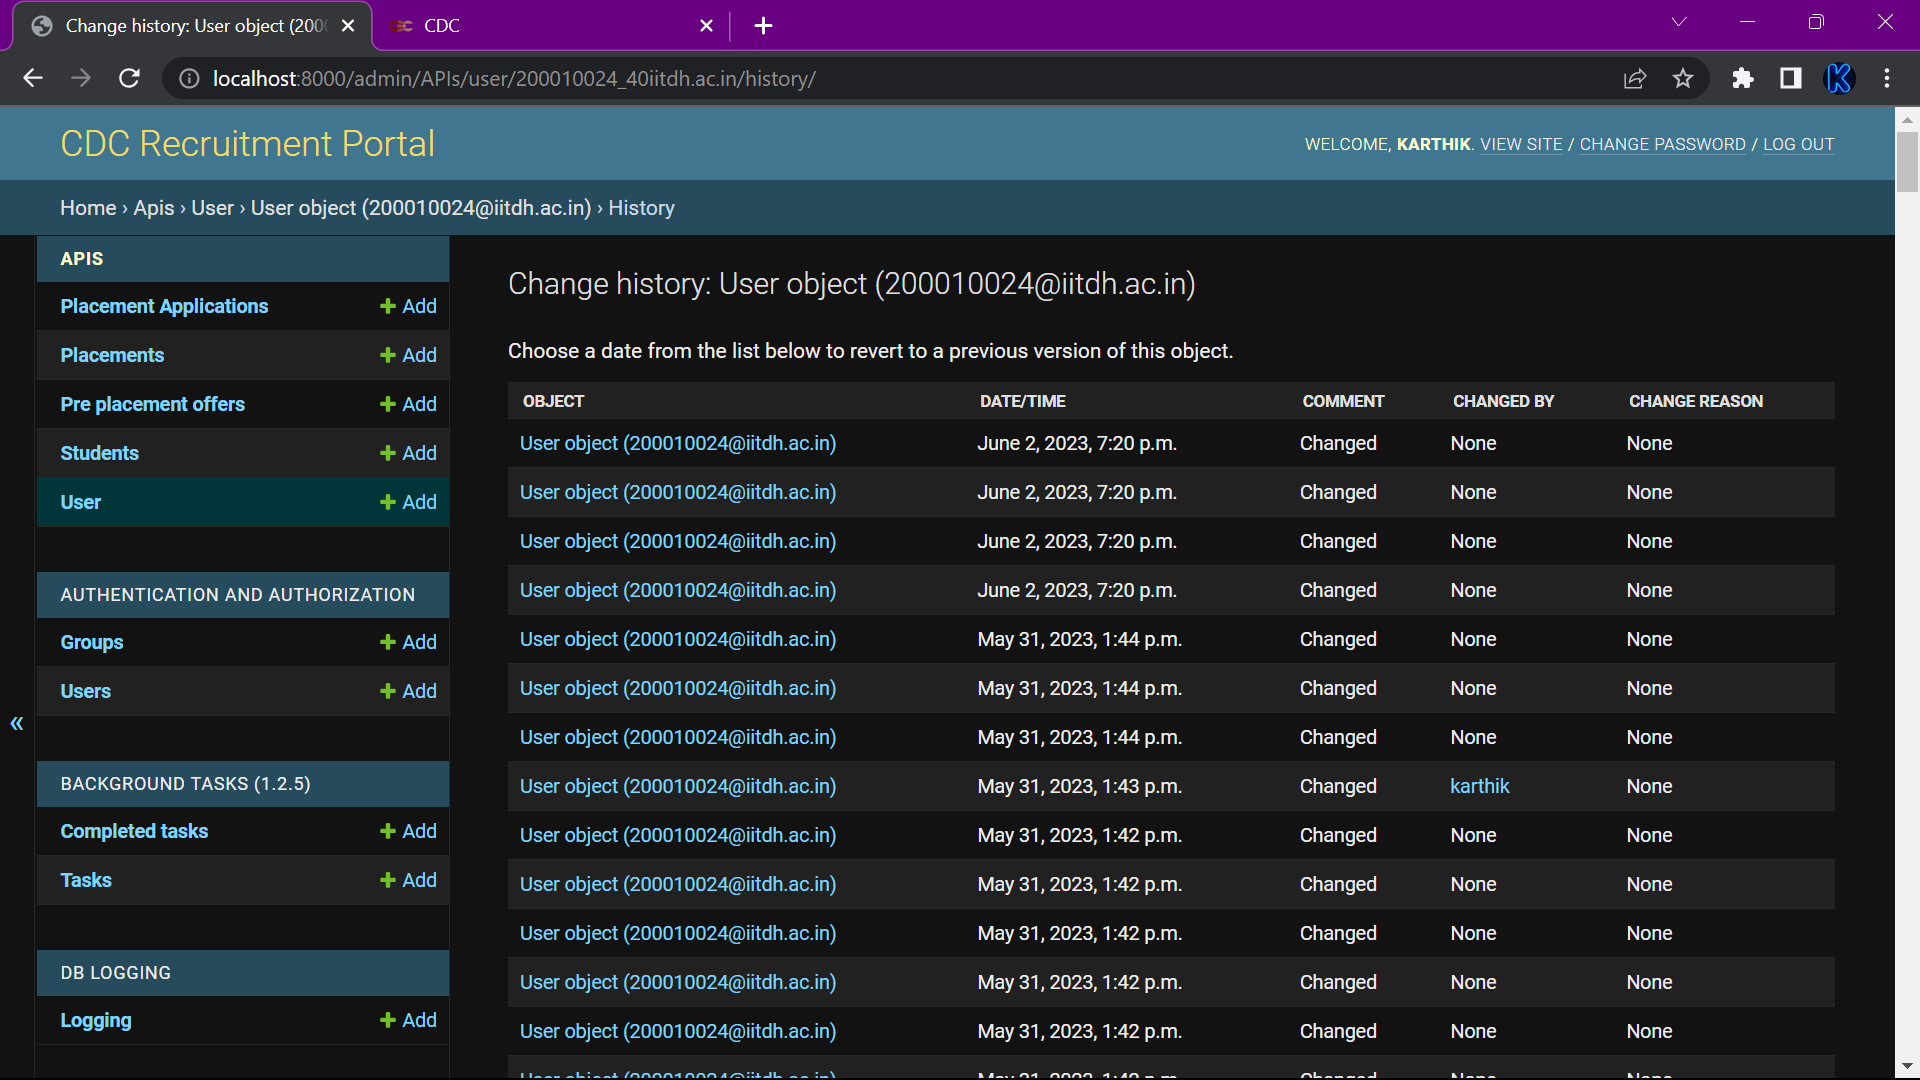 Change history: User object (200
CDC
localhost:8000/admin/APIs/user/200010024_40iitdh.ac.in/history/
CDC Recruitment Portal
WELCOME, KARTHIK. VIEW SITE / CHANGE PASSWORD / LOG OUT
Home › Apis › User › User object (200010024@iitdh.ac.in) › History
APIS
Placement Applications + Add
Placements + Add
Pre placement offers + Add
Students + Add
User + Add
AUTHENTICATION AND AUTHORIZATION
Groups + Add
Users + Add
«
BACKGROUND TASKS (1.2.5)
Completed tasks + Add
Tasks + Add
DB LOGGING
Logging + Add
Change history: User object (200010024@iitdh.ac.in)
Choose a date from the list below to revert to a previous version of this object.
OBJECT DATE/TIME COMMENT CHANGED BY CHANGE REASON
User object (200010024@iitdh.ac.in) June 2, 2023, 7:20 p.m. Changed None None
User object (200010024@iitdh.ac.in) June 2, 2023, 7:20 p.m. Changed None None
User object (200010024@iitdh.ac.in) June 2, 2023, 7:20 p.m. Changed None None
User object (200010024@iitdh.ac.in) June 2, 2023, 7:20 p.m. Changed None None
User object (200010024@iitdh.ac.in) May 31, 2023, 1:44 p.m. Changed None None
User object (200010024@iitdh.ac.in) May 31, 2023, 1:44 p.m. Changed None None
User object (200010024@iitdh.ac.in) May 31, 2023, 1:44 p.m. Changed None None
User object (200010024@iitdh.ac.in) May 31, 2023, 1:43 p.m. Changed karthik None
User object (200010024@iitdh.ac.in) May 31, 2023, 1:42 p.m. Changed None None
User object (200010024@iitdh.ac.in) May 31, 2023, 1:42 p.m. Changed None None
User object (200010024@iitdh.ac.in) May 31, 2023, 1:42 p.m. Changed None None
User object (200010024@iitdh.ac.in) May 31, 2023, 1:42 p.m. Changed None None
User object (200010024@iitdh.ac.in) May 31, 2023, 1:42 p.m. Changed None None